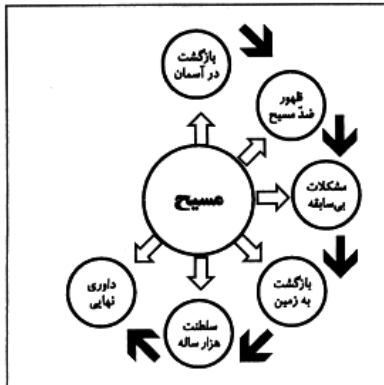 بازگشت
در آسمان
ظهور
ضدّ مسیح
مشکلات
بی‌سابقه
بازگشت
به زمین
سلطنت
هزار ساله
داوری
نهایی
مسیح